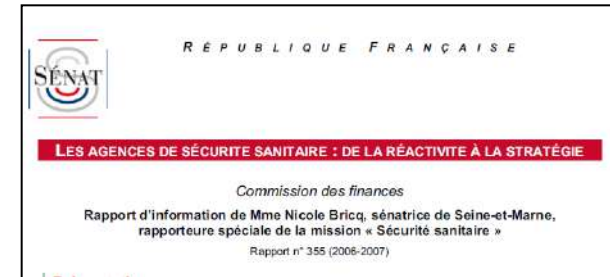 RÉPUBLIQUE FRANÇAISE
SÉNAT
LES AGENCES DE SÉCURITE SANITAIRE : DE LA RÉACTIVITE À LA STRATÉGIE
Commission des finances
Rapport d'information de Mme Nicole Bricq, sénatrice de Seine-et-Marne,
rapporteure spéciale de la mission « Sécurité sanitaire »
Rapport n° 355 (2006-2007)